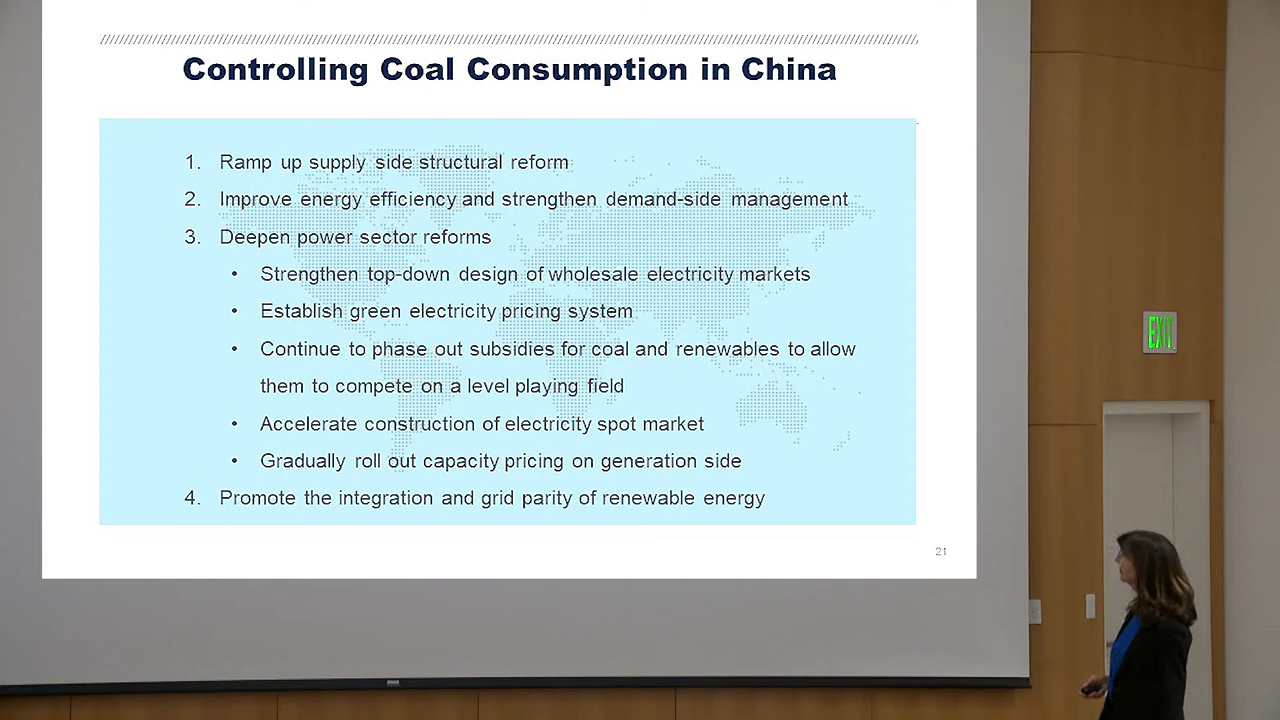 Controlling Coal Consumption in China
1. Ramp up supply side structural reform
2. Improve energy efficiency and strengthen demand-side management
3. Deepen power sector reforms
• Strengthen top-down design of wholesale electricity markets
• Establish green electricity pricing system
• Continue to phase out subsidies for coal and renewables to allow
them to compete on a level playing field
• Accelerate construction of electricity spot market
• Gradually roll out capacity pricing on generation side
4. Promote the integration and grid parity of renewable energy
21
EXIT